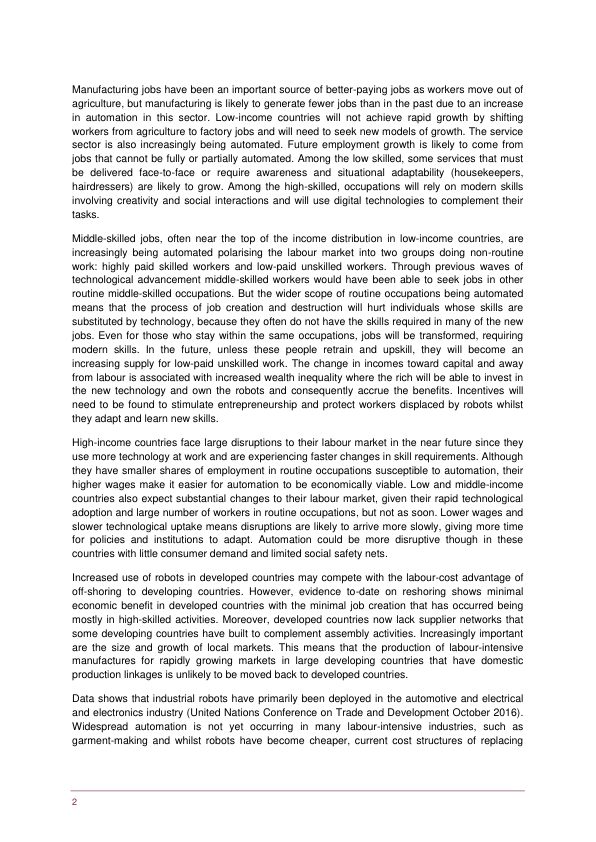 Manufacturing jobs have been an important source of better-paying jobs as workers move out of
agriculture, but manufacturing is likely to generate fewer jobs than in the past due to an increase
in automation in this sector. Low-income countries will not achieve rapid growth by shifting
workers from agriculture to factory jobs and will need to seek new models of growth. The service
sector is also increasingly being automated. Future employment growth is likely to come from
jobs that cannot be fully or partially automated. Among the low skilled, some services that must
be delivered face-to-face or require awareness and situational adaptability (housekeepers,
hairdressers) are likely to grow. Among the high-skilled, occupations will rely on modern skills
involving creativity and social interactions and will use digital technologies to complement their
tasks.
Middle-skilled jobs, often near the top of the income distribution in low-income countries, are
increasingly being automated polarising the labour market into two groups doing non-routine
work: highly paid skilled workers and low-paid unskilled workers. Through previous waves of
technological advancement middle-skilled workers would have been able to seek jobs in other
routine middle-skilled occupations. But the wider scope of routine occupations being automated
means that the process of job creation and destruction will hurt individuals whose skills are
substituted by technology, because they often do not have the skills required in many of the new
jobs. Even for those who stay within the same occupations, jobs will be transformed, requiring
modern skills. In the future, unless these people retrain and upskill, they will become an
increasing supply for low-paid unskilled work. The change in incomes toward capital and away
from labour is associated with increased wealth inequality where the rich will be able to invest in
the new technology and own the robots and consequently accrue the benefits. Incentives will
need to be found to stimulate entrepreneurship and protect workers displaced by robots whilst
they adapt and learn new skills.
High-income countries face large disruptions to their labour market in the near future since they
use more technology at work and are experiencing faster changes in skill requirements. Although
they have smaller shares of employment in routine occupations susceptible to automation, their
higher wages make it easier for automation to be economically viable. Low and middle-income
countries also expect substantial changes to their labour market, given their rapid technological
adoption and large number of workers in routine occupations, but not as soon. Lower wages and
slower technological uptake means disruptions are likely to arrive more slowly, giving more time
for policies and institutions to adapt. Automation could be more disruptive though in these
countries with little consumer demand and limited social safety nets.
Increased use of robots in developed countries may compete with the labour-cost advantage of
off-shoring to developing countries. However, evidence to-date on reshoring shows minimal
economic benefit in developed countries with the minimal job creation that has occurred being
mostly in high-skilled activities. Moreover, developed countries now lack supplier networks that
some developing countries have built to complement assembly activities. Increasingly important
are the size and growth of local markets. This means that the production of labour-intensive
manufactures for rapidly growing markets in large developing countries that have domestic
production linkages is unlikely to be moved back to developed countries.
Data shows that industrial robots have primarily been deployed in the automotive and electrical
and electronics industry (United Nations Conference on Trade and Development October 2016).
Widespread automation is not yet occurring in many labour-intensive industries, such as
garment-making and whilst robots have become cheaper, current cost structures of replacing
2